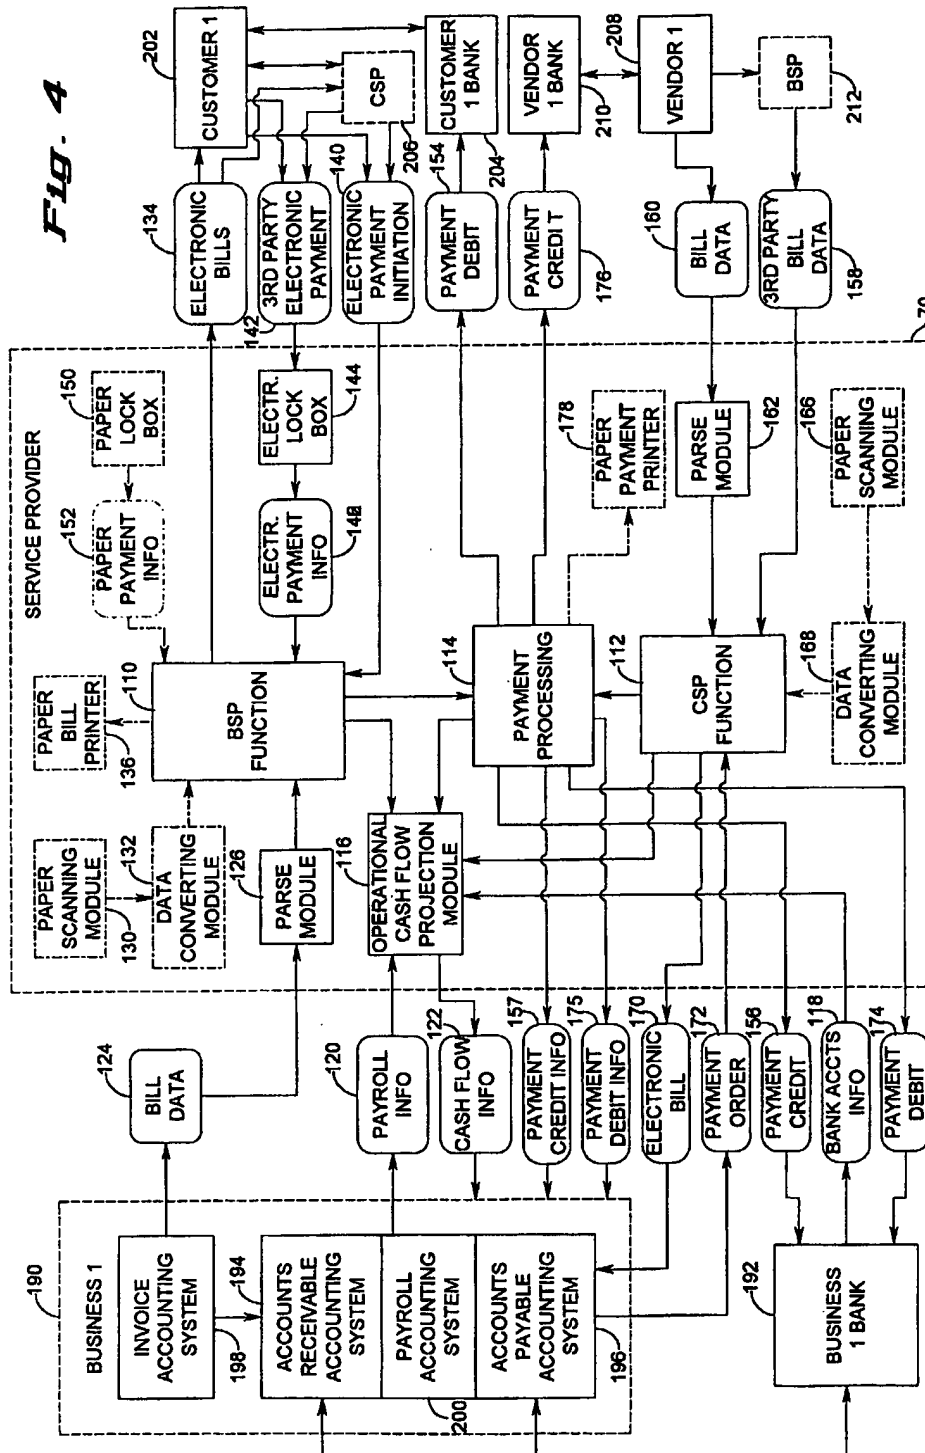 Fig. 4
SERVICE PROVIDER
70
190
BUSINESS 1
INVOICE
ACCOUNTING
SYSTEM
198
194
ACCOUNTS
RECEIVABLE
ACCOUNTING
SYSTEM
PAYROLL
ACCOUNTING
SYSTEM
200
ACCOUNTS
PAYABLE
ACCOUNTING
SYSTEM
196
192
BUSINESS
1 BANK
124
BILL
DATA
120
PAYROLL
INFO
122
CASH FLOW
INFO
157
PAYMENT
CREDIT INFO
175
PAYMENT
DEBIT INFO
170
ELECTRONIC
BILL
172
PAYMENT
ORDER
156
PAYMENT
CREDIT
118
BANK ACCTS
INFO
174
PAYMENT
DEBIT
PAPER
SCANNING
MODULE
130
132
DATA
CONVERTING
MODULE
126
PARSE
MODULE
116
OPERATIONAL
CASH FLOW
PROJECTION
MODULE
PAPER
BILL
PRINTER
136
110
BSP
FUNCTION
114
PAYMENT
PROCESSING
112
CSP
FUNCTION
168
DATA
CONVERTING
MODULE
152
PAPER
PAYMENT
INFO
150
PAPER
LOCK
BOX
ELECTR.
PAYMENT
INFO
144
ELECTR.
LOCK
BOX
178
PAPER
PAYMENT
PRINTER
PARSE
MODULE
162
166
PAPER
SCANNING
MODULE
134
ELECTRONIC
BILLS
142
3RD PARTY
ELECTRONIC
PAYMENT
140
ELECTRONIC
PAYMENT
INITIATION
154
PAYMENT
DEBIT
PAYMENT
CREDIT
176
160
BILL
DATA
3RD PARTY
BILL
DATA
158
202
CUSTOMER 1
CSP
206
CUSTOMER
1 BANK
204
VENDOR
1 BANK
210
208
VENDOR 1
BSP
212